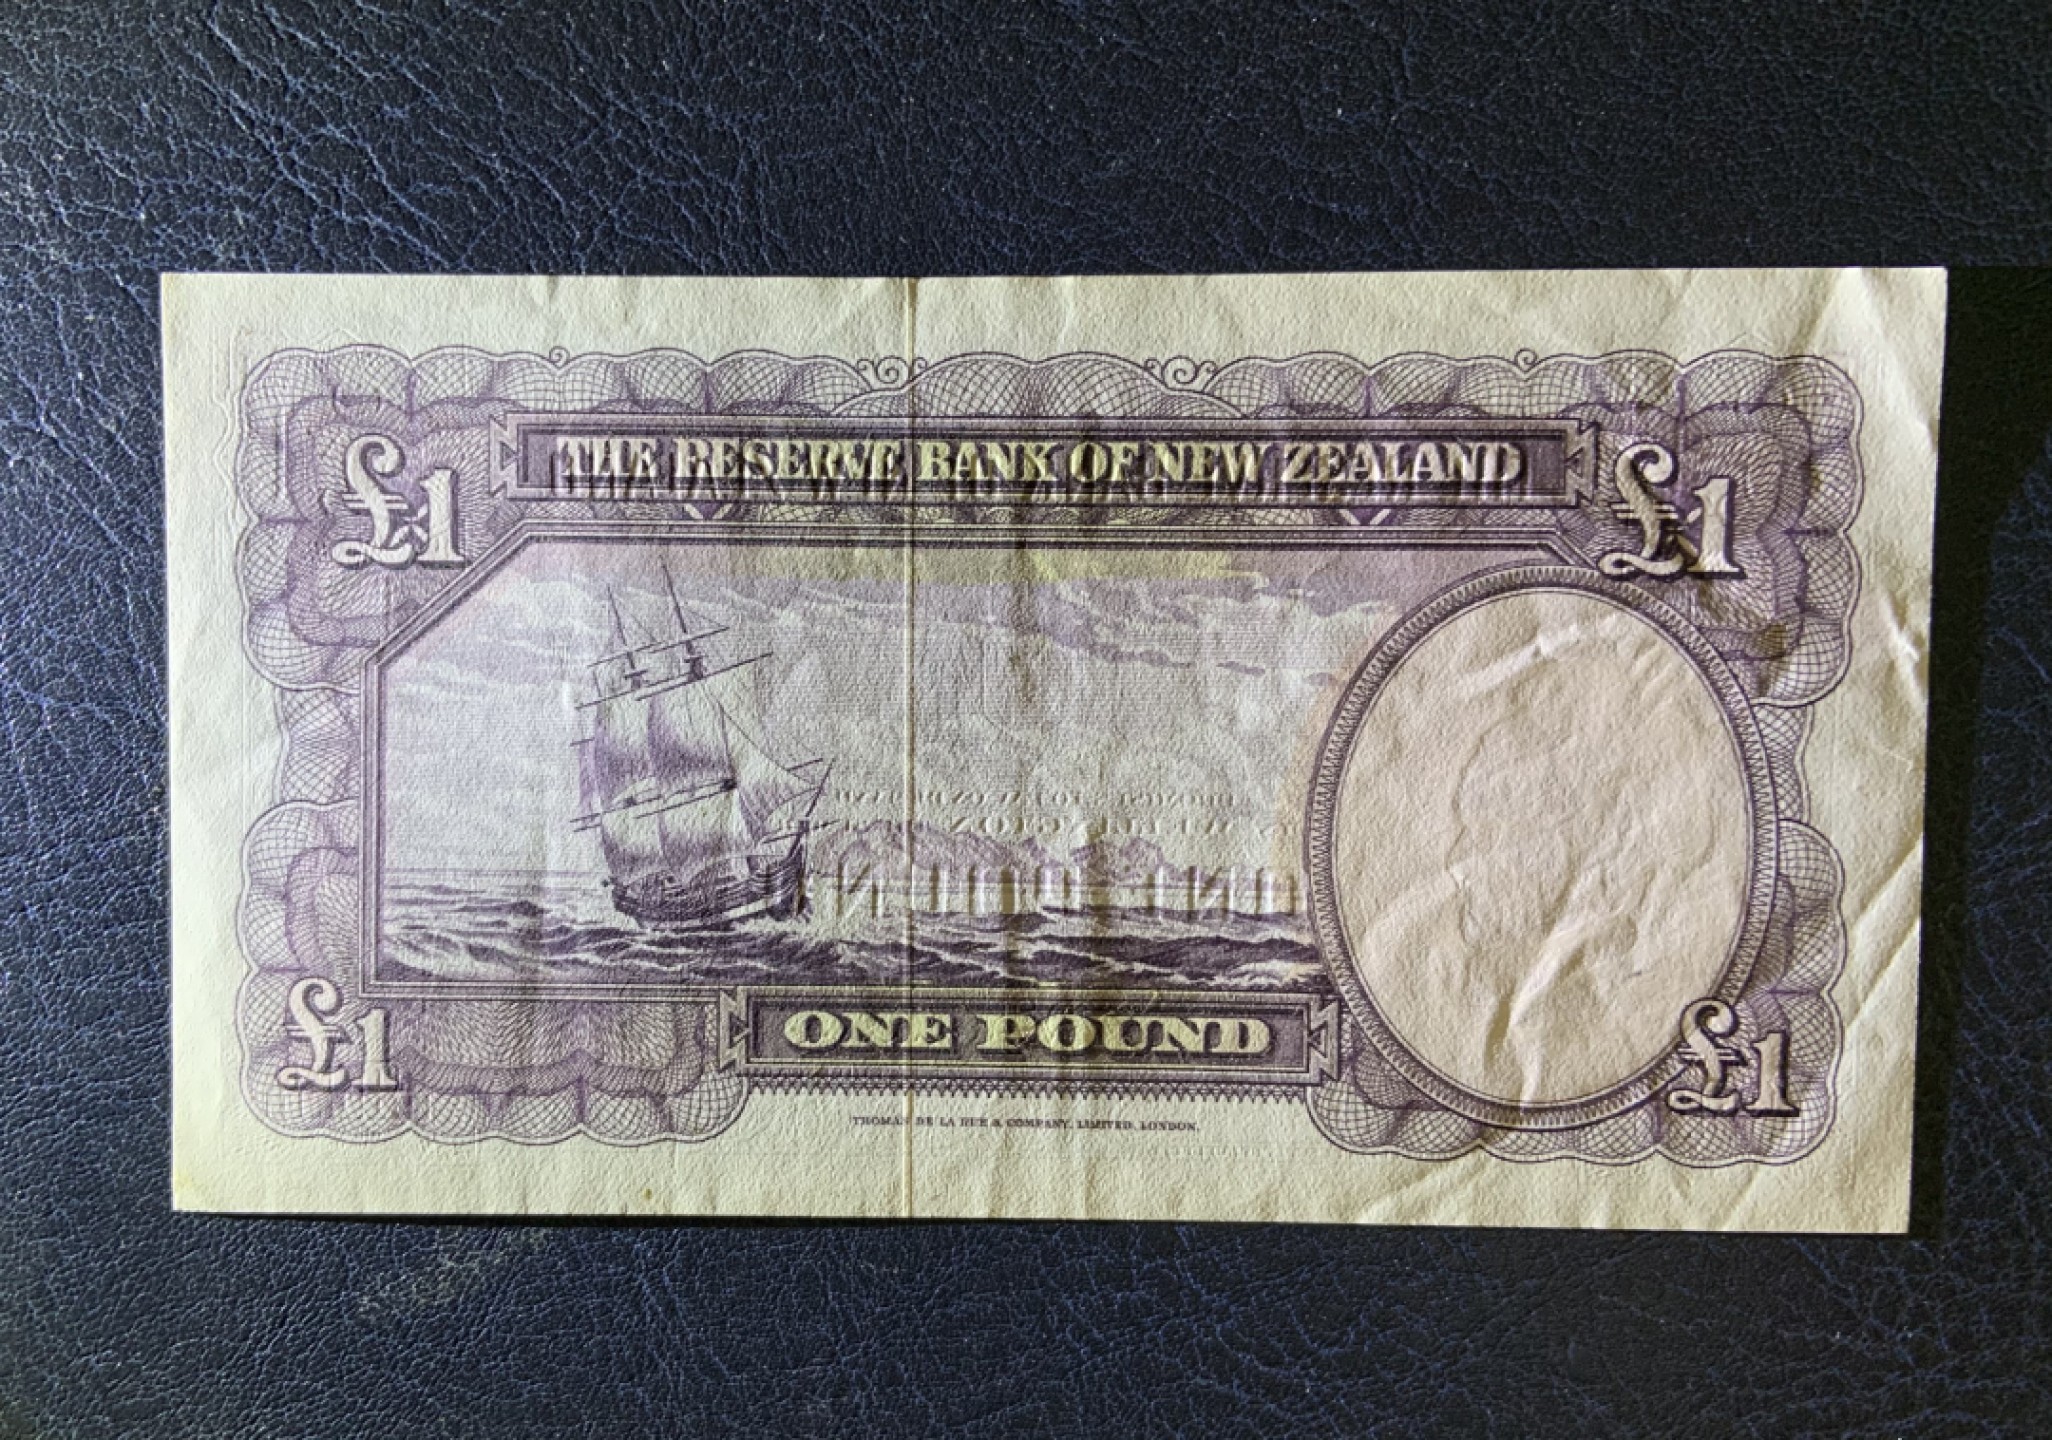 THE RESERVE BANK OF NEW ZEALAND
£1
£1
ONE POUND
£1
£1
THOMAS DE LA RUE & COMPANY, LIMITED, LONDON.